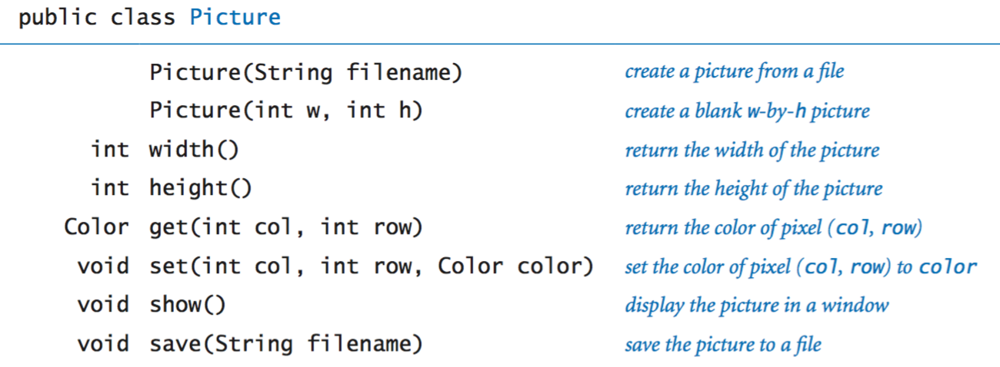 public class Picture
Picture(String filename) create a picture from a file
Picture(int w, int h) create a blank w-by-h picture
int width() return the width of the picture
int height() return the height of the picture
Color get(int col, int row) return the color of pixel (col, row)
void set(int col, int row, Color color) set the color of pixel (col, row) to color
void show() display the picture in a window
void save(String filename) save the picture to a file